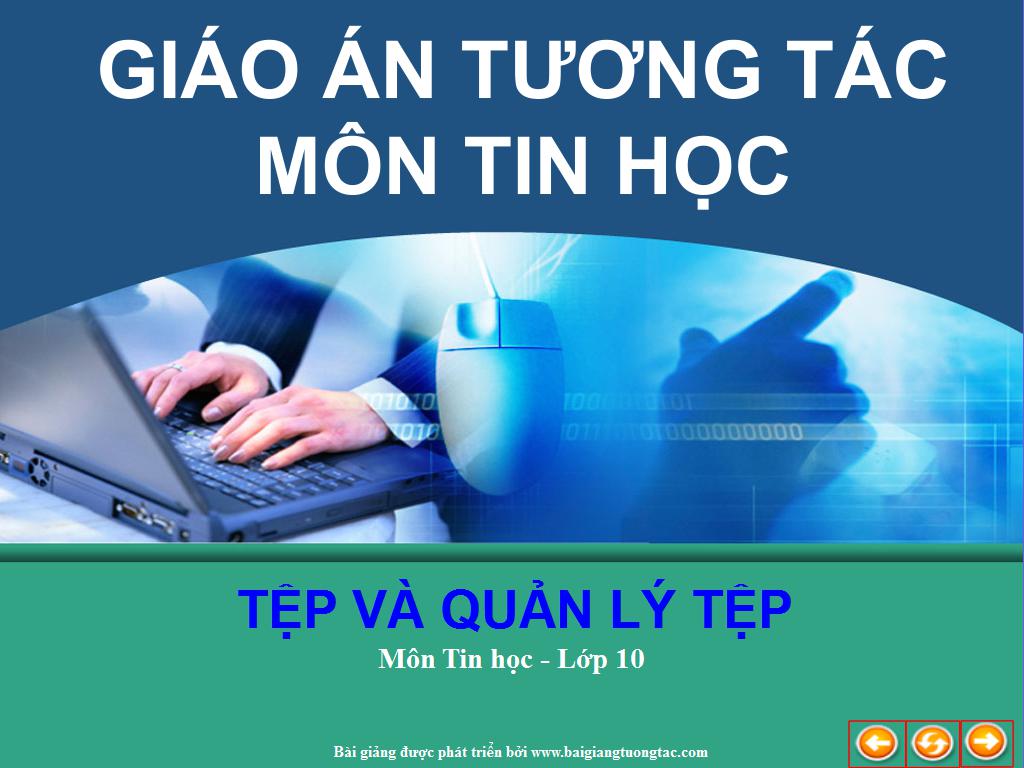 GIÁO ÁN TƯƠNG TÁC
MÔN TIN HỌC
TỆP VÀ QUẢN LÝ TỆP
Môn Tin học - Lớp 10
Bài giảng được phát triển bởi www.baigiangtuongtac.com